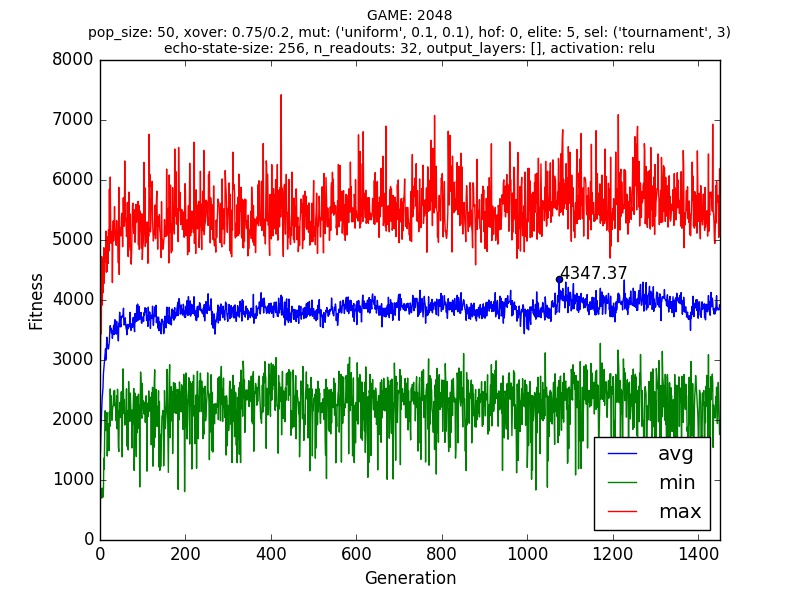 GAME: 2048
pop_size: 50, xover: 0.75/0.2, mut: ('uniform', 0.1, 0.1), hof: 0, elite: 5, sel: ('tournament', 3)
echo-state-size: 256, n_readouts: 32, output_layers: [], activation: relu
8000
7000
6000
5000
4000
3000
2000
1000
0
Fitness
4347.37
avg
min
max
0 200 400 600 800 1000 1200 1400
Generation